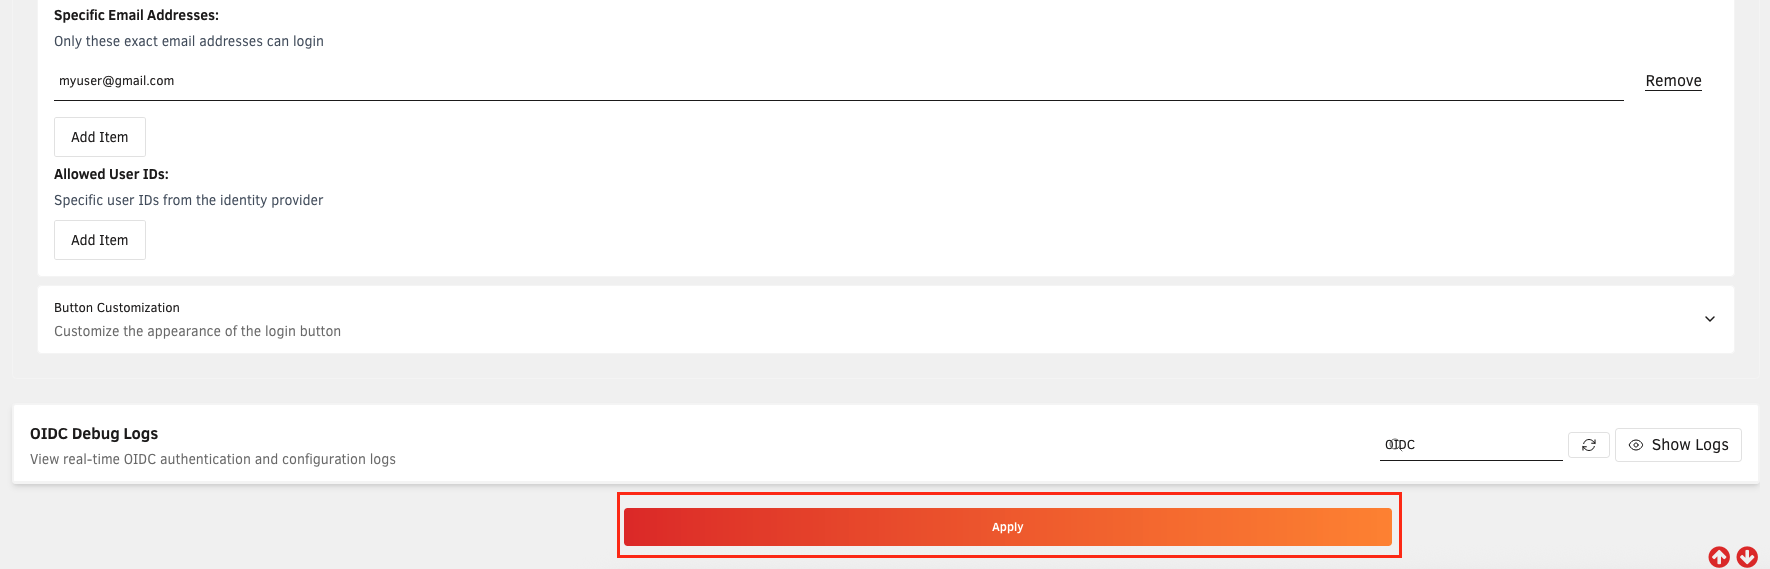 Specific Email Addresses:
Only these exact email addresses can login
myuser@gmail.com
Remove
Add Item
Allowed User IDs:
Specific user IDs from the identity provider
Add Item
Button Customization
Customize the appearance of the login button
OIDC Debug Logs
View real-time OIDC authentication and configuration logs
OIDC
Show Logs
Apply